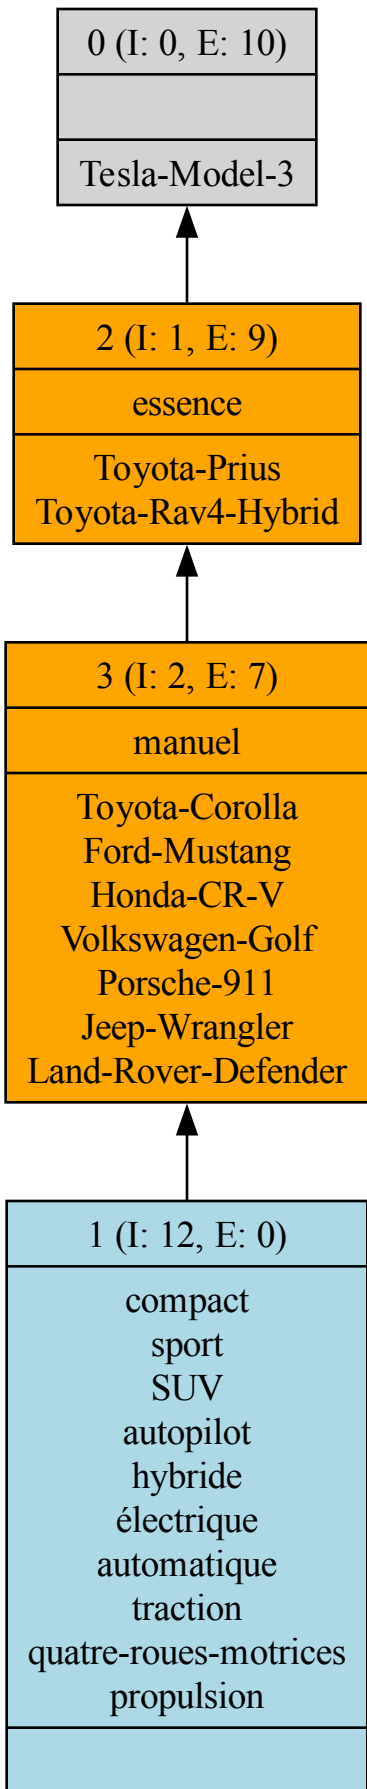 0 (I: 0, E: 10)
Tesla-Model-3
2 (I: 1, E: 9)
essence
Toyota-Prius
Toyota-Rav4-Hybrid
3 (I: 2, E: 7)
manuel
Toyota-Corolla
Ford-Mustang
Honda-CR-V
Volkswagen-Golf
Porsche-911
Jeep-Wrangler
Land-Rover-Defender
1 (I: 12, E: 0)
compact
sport
SUV
autopilot
hybride
électrique
automatique
traction
quatre-roues-motrices
propulsion